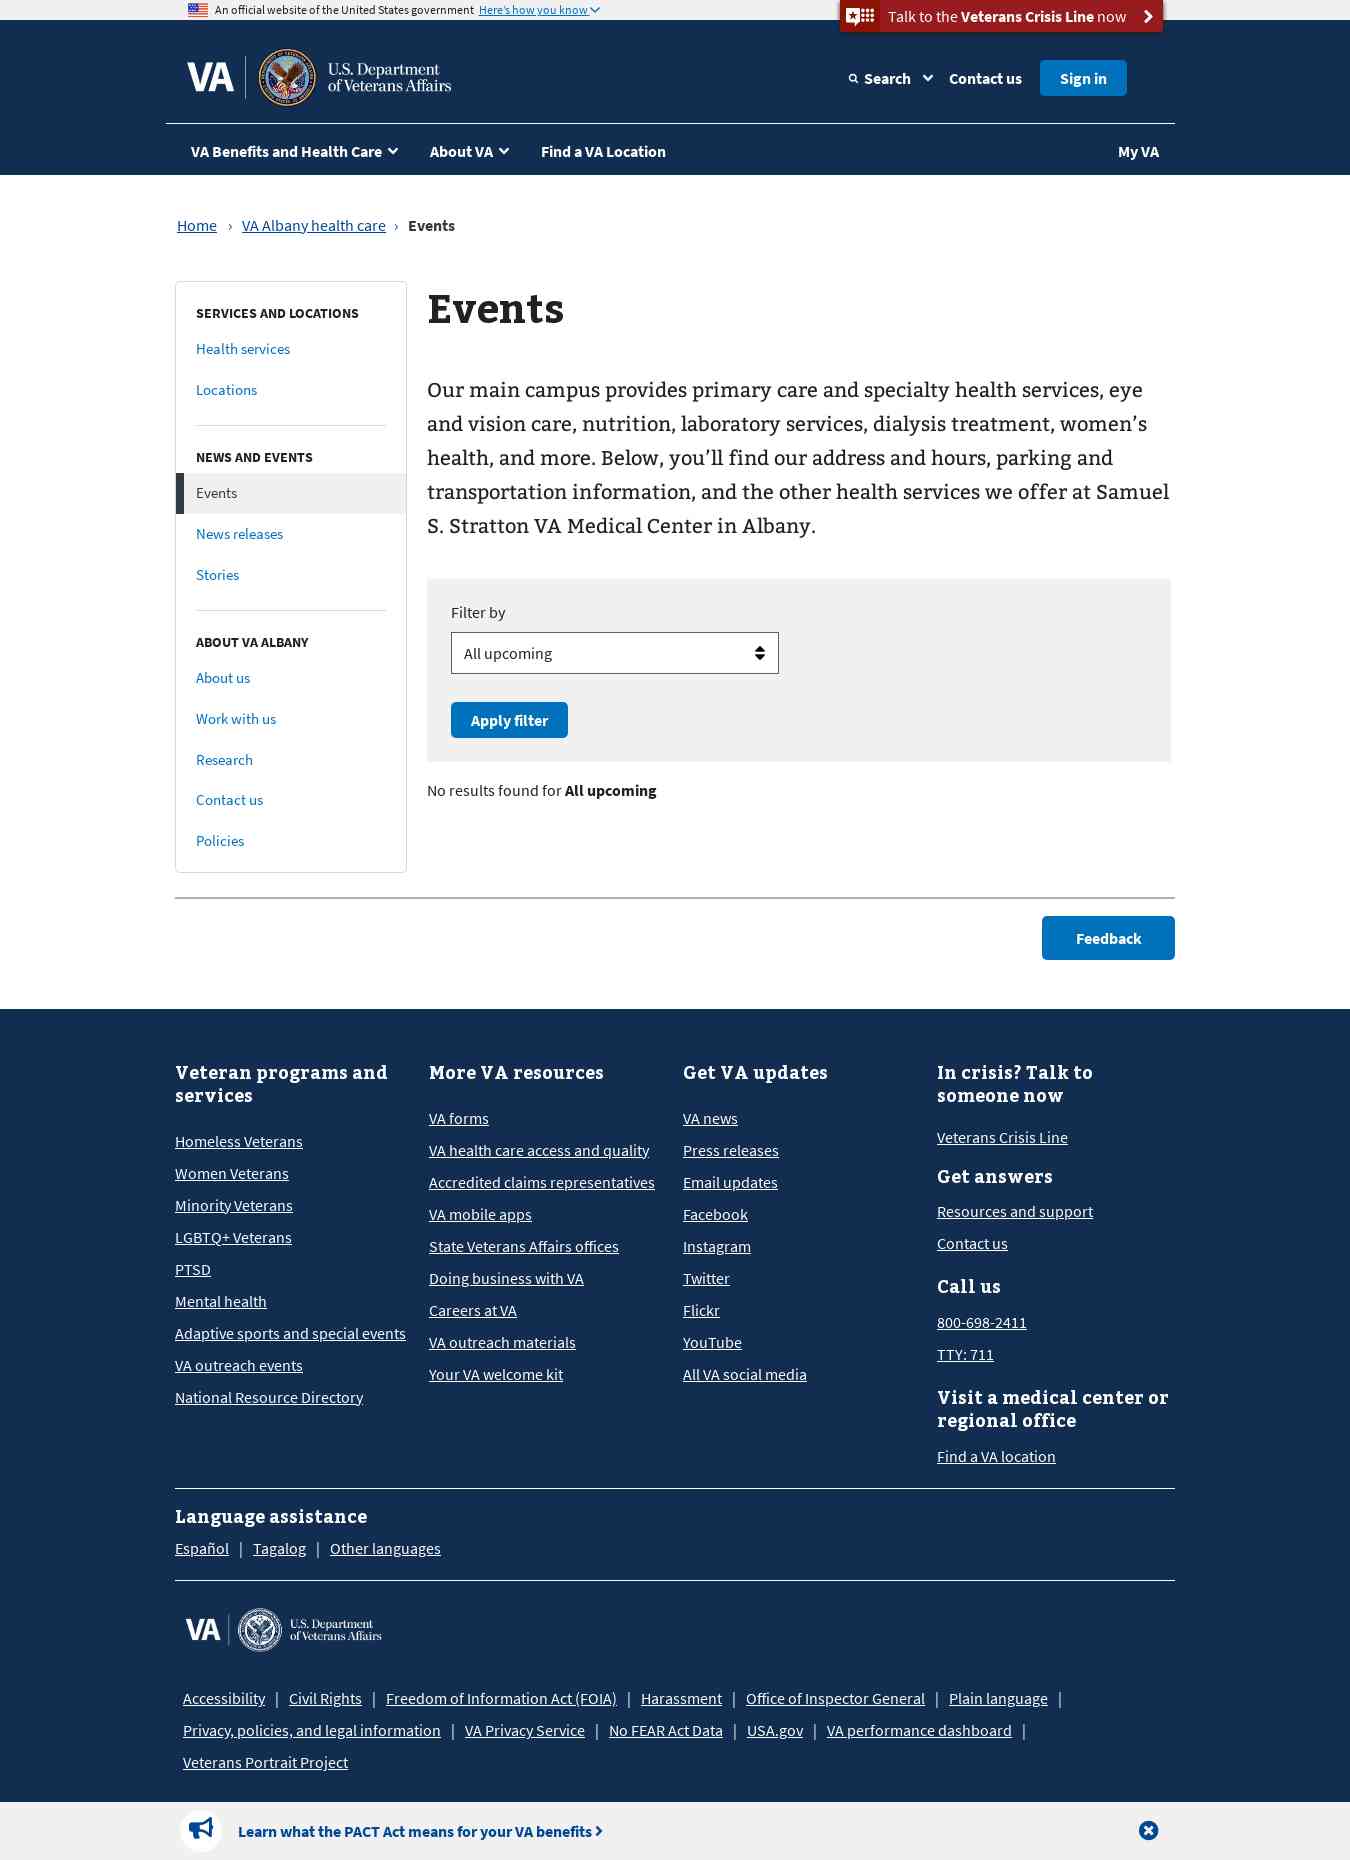 An official website of the United States government Here's how you know
Talk to the Veterans Crisis Line now
VA
U.S. Department
of Veterans Affairs
Search
Contact us
Sign in
VA Benefits and Health Care
About VA
Find a VA Location
My VA
Home › VA Albany health care › Events
SERVICES AND LOCATIONS
Health services
Locations
NEWS AND EVENTS
Events
News releases
Stories
ABOUT VA ALBANY
About us
Work with us
Research
Contact us
Policies
Events
Our main campus provides primary care and specialty health services, eye
and vision care, nutrition, laboratory services, dialysis treatment, women’s
health, and more. Below, you’ll find our address and hours, parking and
transportation information, and the other health services we offer at Samuel
S. Stratton VA Medical Center in Albany.
Filter by
All upcoming
Apply filter
No results found for All upcoming
Feedback
Veteran programs and
services
Homeless Veterans
Women Veterans
Minority Veterans
LGBTQ+ Veterans
PTSD
Mental health
Adaptive sports and special events
VA outreach events
National Resource Directory
More VA resources
VA forms
VA health care access and quality
Accredited claims representatives
VA mobile apps
State Veterans Affairs offices
Doing business with VA
Careers at VA
VA outreach materials
Your VA welcome kit
Get VA updates
VA news
Press releases
Email updates
Facebook
Instagram
Twitter
Flickr
YouTube
All VA social media
In crisis? Talk to
someone now
Veterans Crisis Line
Get answers
Resources and support
Contact us
Call us
800-698-2411
TTY: 711
Visit a medical center or
regional office
Find a VA location
Language assistance
Español | Tagalog | Other languages
VA
U.S. Department
of Veterans Affairs
Accessibility | Civil Rights | Freedom of Information Act (FOIA) | Harassment | Office of Inspector General | Plain language |
Privacy, policies, and legal information | VA Privacy Service | No FEAR Act Data | USA.gov | VA performance dashboard |
Veterans Portrait Project
Learn what the PACT Act means for your VA benefits